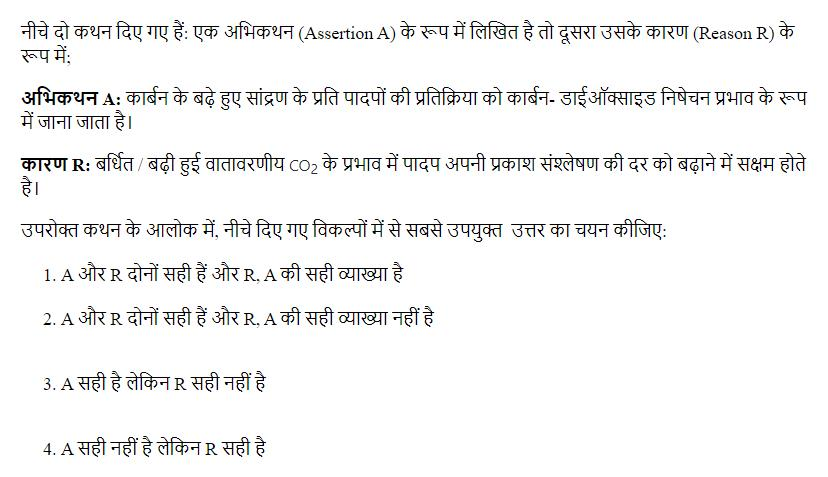 नीचे दो कथन दिए गए हैं: एक अभिकथन (Assertion A) के रूप में लिखित है तो दूसरा उसके कारण (Reason R) के
रूप में;
अभिकथन A: कार्बन के बढ़े हुए सांद्रण के प्रति पादपों की प्रतिक्रिया को कार्बन- डाईऑक्साइड निषेचन प्रभाव के रूप
में जाना जाता है।
कारण R: बर्धित / बढ़ी हुई वातावरणीय CO₂ के प्रभाव में पादप अपनी प्रकाश संश्लेषण की दर को बढ़ाने में सक्षम होते
है।
उपरोक्त कथन के आलोक में, नीचे दिए गए विकल्पों में से सबसे उपयुक्त उत्तर का चयन कीजिए:
1. A और R दोनों सही हैं और R, A की सही व्याख्या है
2. A और R दोनों सही हैं और R, A की सही व्याख्या नहीं है
3. A सही है लेकिन R सही नहीं है
4. A सही नहीं है लेकिन R सही है